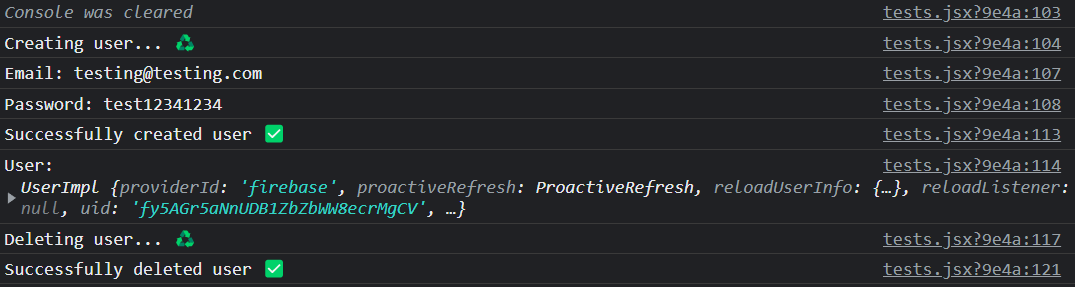 Console was cleared tests.jsx?9e4a:103
Creating user... ♻️ tests.jsx?9e4a:104
Email: testing@testing.com tests.jsx?9e4a:107
Password: test12341234 tests.jsx?9e4a:108
Successfully created user ✅ tests.jsx?9e4a:113
User: tests.jsx?9e4a:114
UserImpl {providerId: 'firebase', proactiveRefresh: ProactiveRefresh, reloadUserInfo: {…}, reloadListener:
null, uid: 'fy5AGr5aNnUDB1ZbZbWW8ecrMgCV', …}
Deleting user... ♻️ tests.jsx?9e4a:117
Successfully deleted user ✅ tests.jsx?9e4a:121